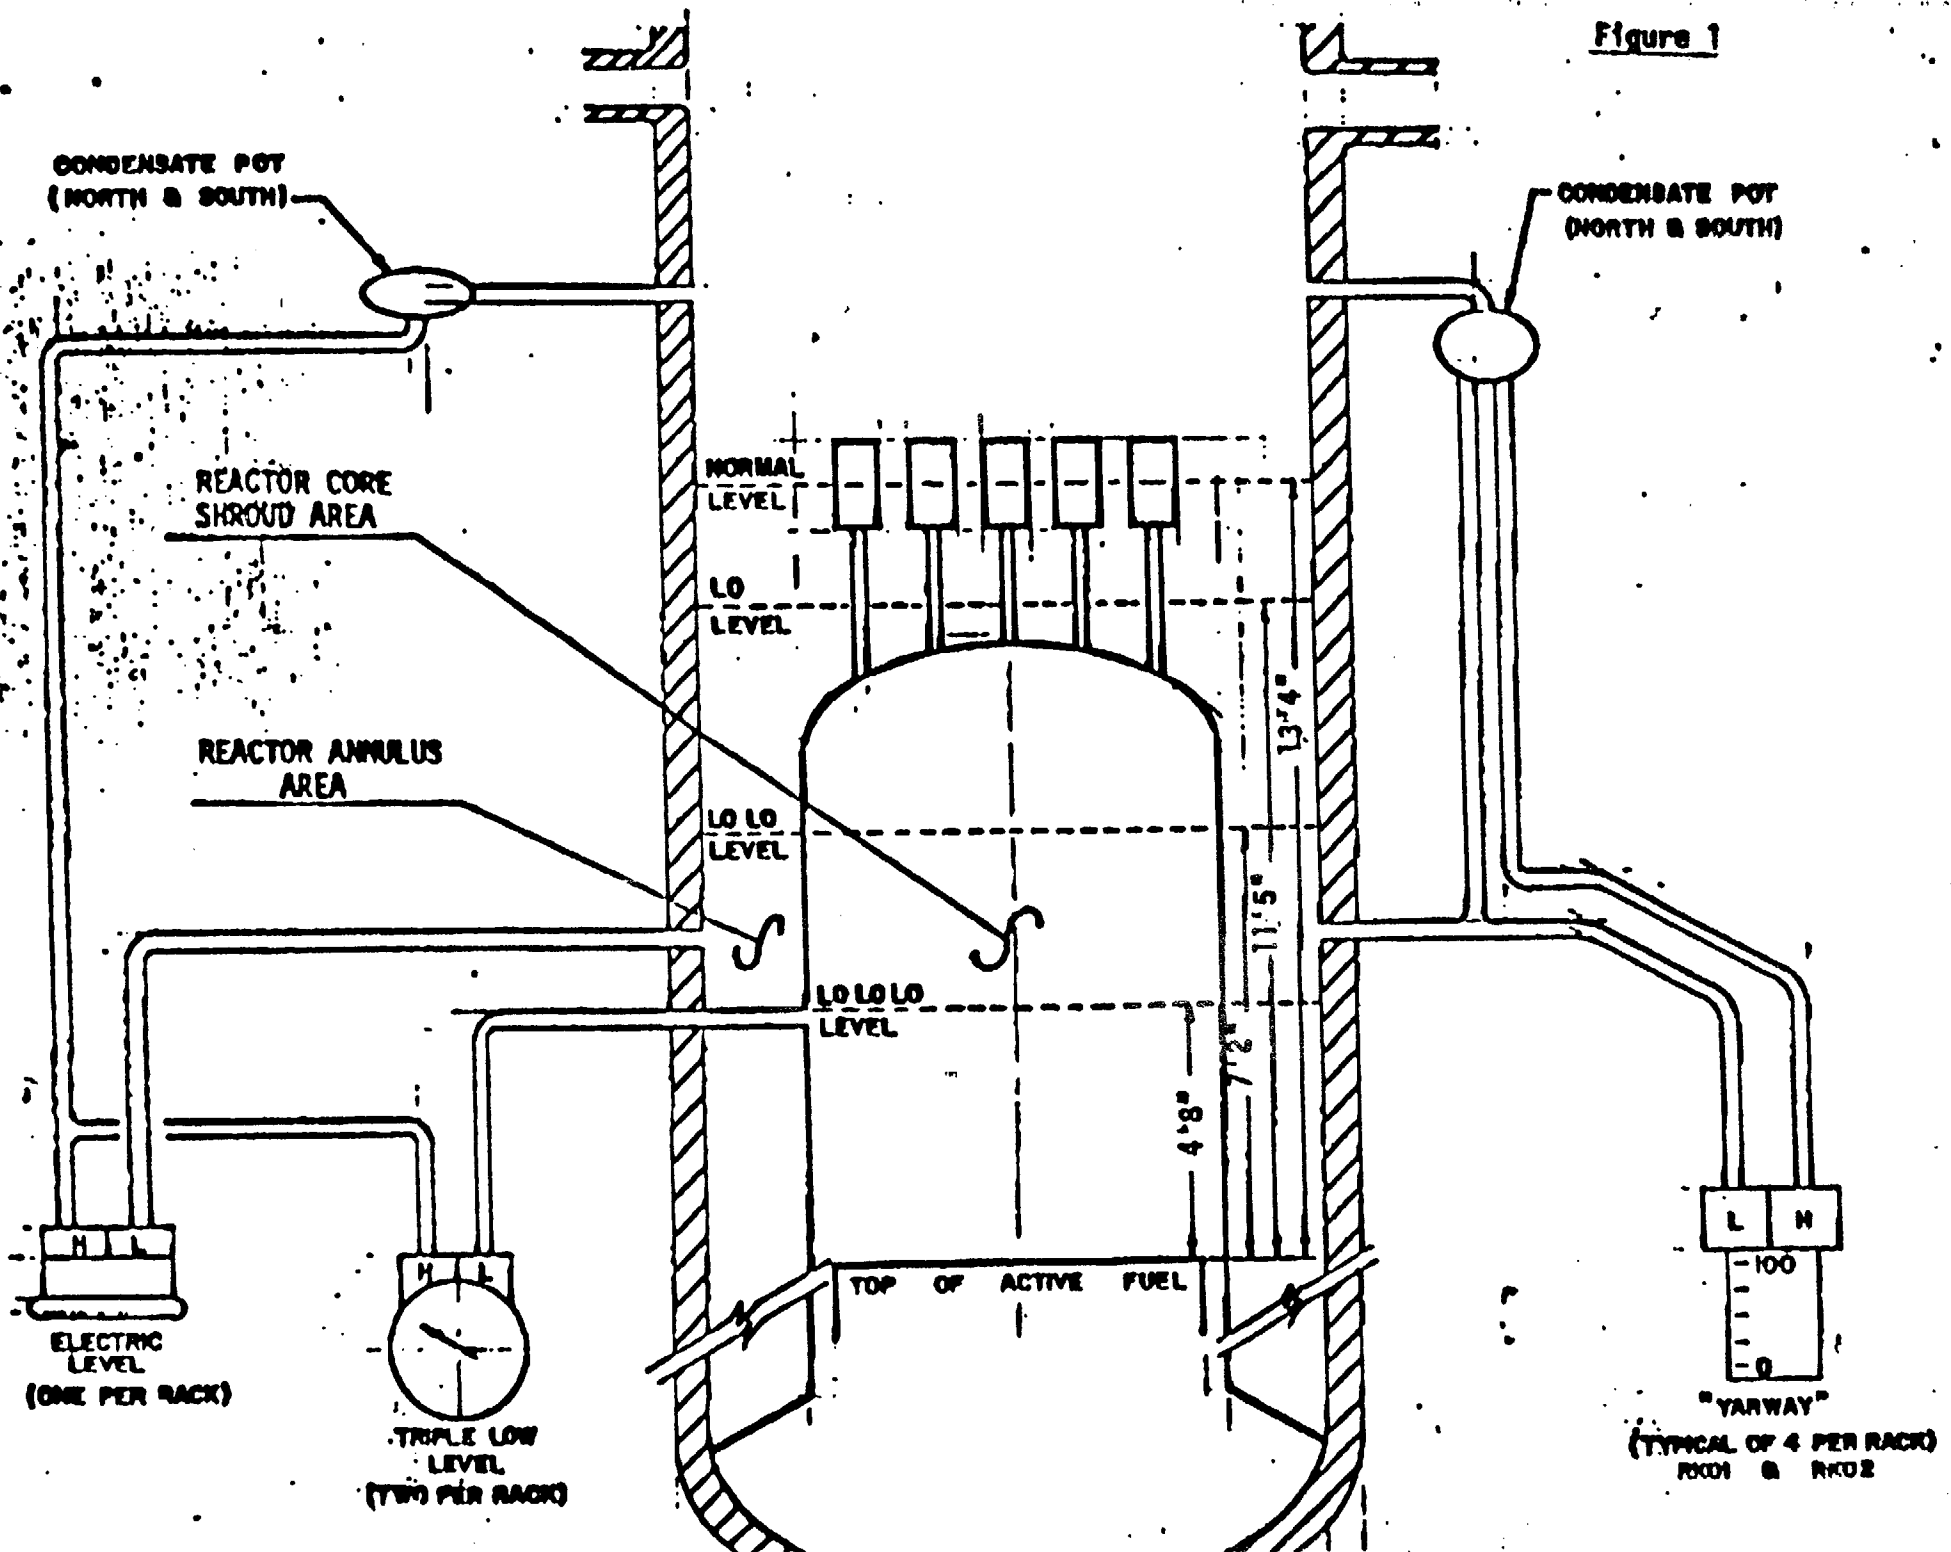 Figure 1
CONDENSATE POT
(NORTH & SOUTH)
CONDENSATE POT
(NORTH & SOUTH)
REACTOR CORE
SHROUD AREA
NORMAL
LEVEL
LO
LEVEL
13'4"
REACTOR ANNULUS
AREA
LO LO
LEVEL
11'5"
LO LO LO
LEVEL
7'2"
4'8"
TOP OF ACTIVE FUEL
H L
ELECTRIC
LEVEL
(ONE PER RACK)
H L
TRIPLE LOW
LEVEL
(TWO PER RACK)
L H
100
0
"YARWAY"
(TYPICAL OF 4 PER RACK)
RK01 & RK02